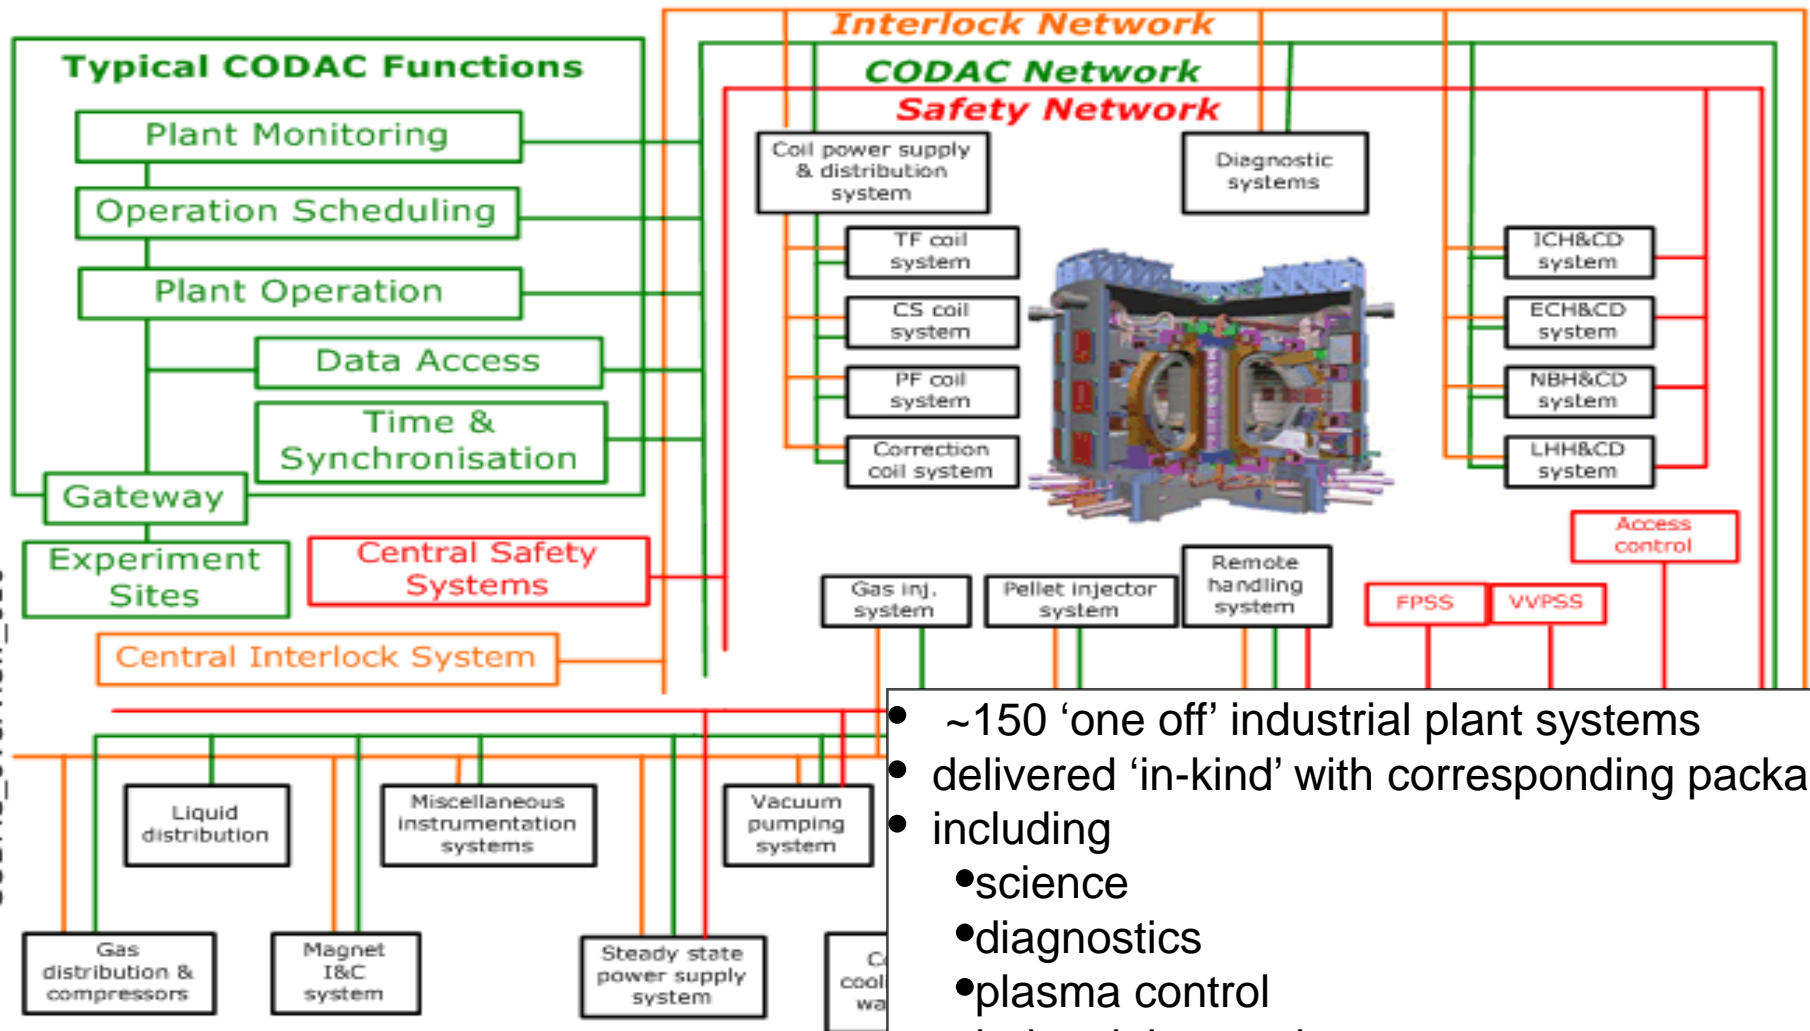 Interlock Network
CODAC Network
Safety Network
Typical CODAC Functions
Plant Monitoring
Operation Scheduling
Plant Operation
Data Access
Time &
Synchronisation
Gateway
Experiment
Sites
Central Safety
Systems
Central Interlock System
Coil power supply
& distribution
system
TF coil
system
CS coil
system
PF coil
system
Correction
coil system
Diagnostic
systems
ICH&CD
system
ECH&CD
system
NBH&CD
system
LHH&CD
system
Access
control
Gas inj.
system
Pellet injector
system
Remote
handling
system
FPSS
VVPSS
Liquid
distribution
Miscellaneous
instrumentation
systems
Vacuum
pumping
system
Gas
distribution &
compressors
Magnet
I&C
system
Steady state
power supply
system
• ~150 ‘one off’ industrial plant systems
• delivered ‘in-kind’ with corresponding packa
• including
•science
•diagnostics
•plasma control